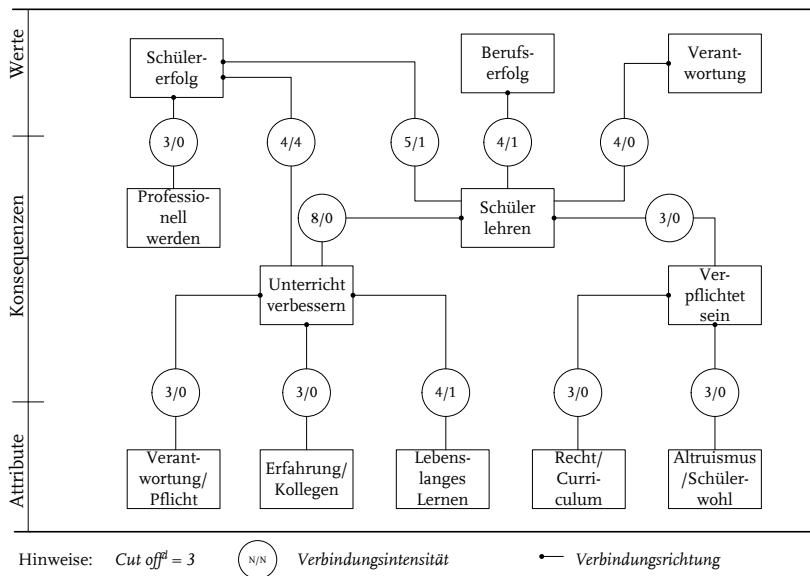 Werte
Schüler-
erfolg
Berufs-
erfolg
Verant-
wortung
3/0
4/4
5/1
4/1
4/0
Konsequenzen
Professio-
nell
werden
8/0
Schüler
lehren
3/0
Unterricht
verbessern
Ver-
pflichtet
sein
3/0
3/0
4/1
3/0
3/0
Attribute
Verant-
wortung/
Pflicht
Erfahrung/
Kollegen
Lebens-
langes
Lernen
Recht/
Curri-
culum
Altruismus
/Schüler-
wohl
Hinweise: Cut off^d = 3 N/N Verbindungsintensität Verbindungsrichtung